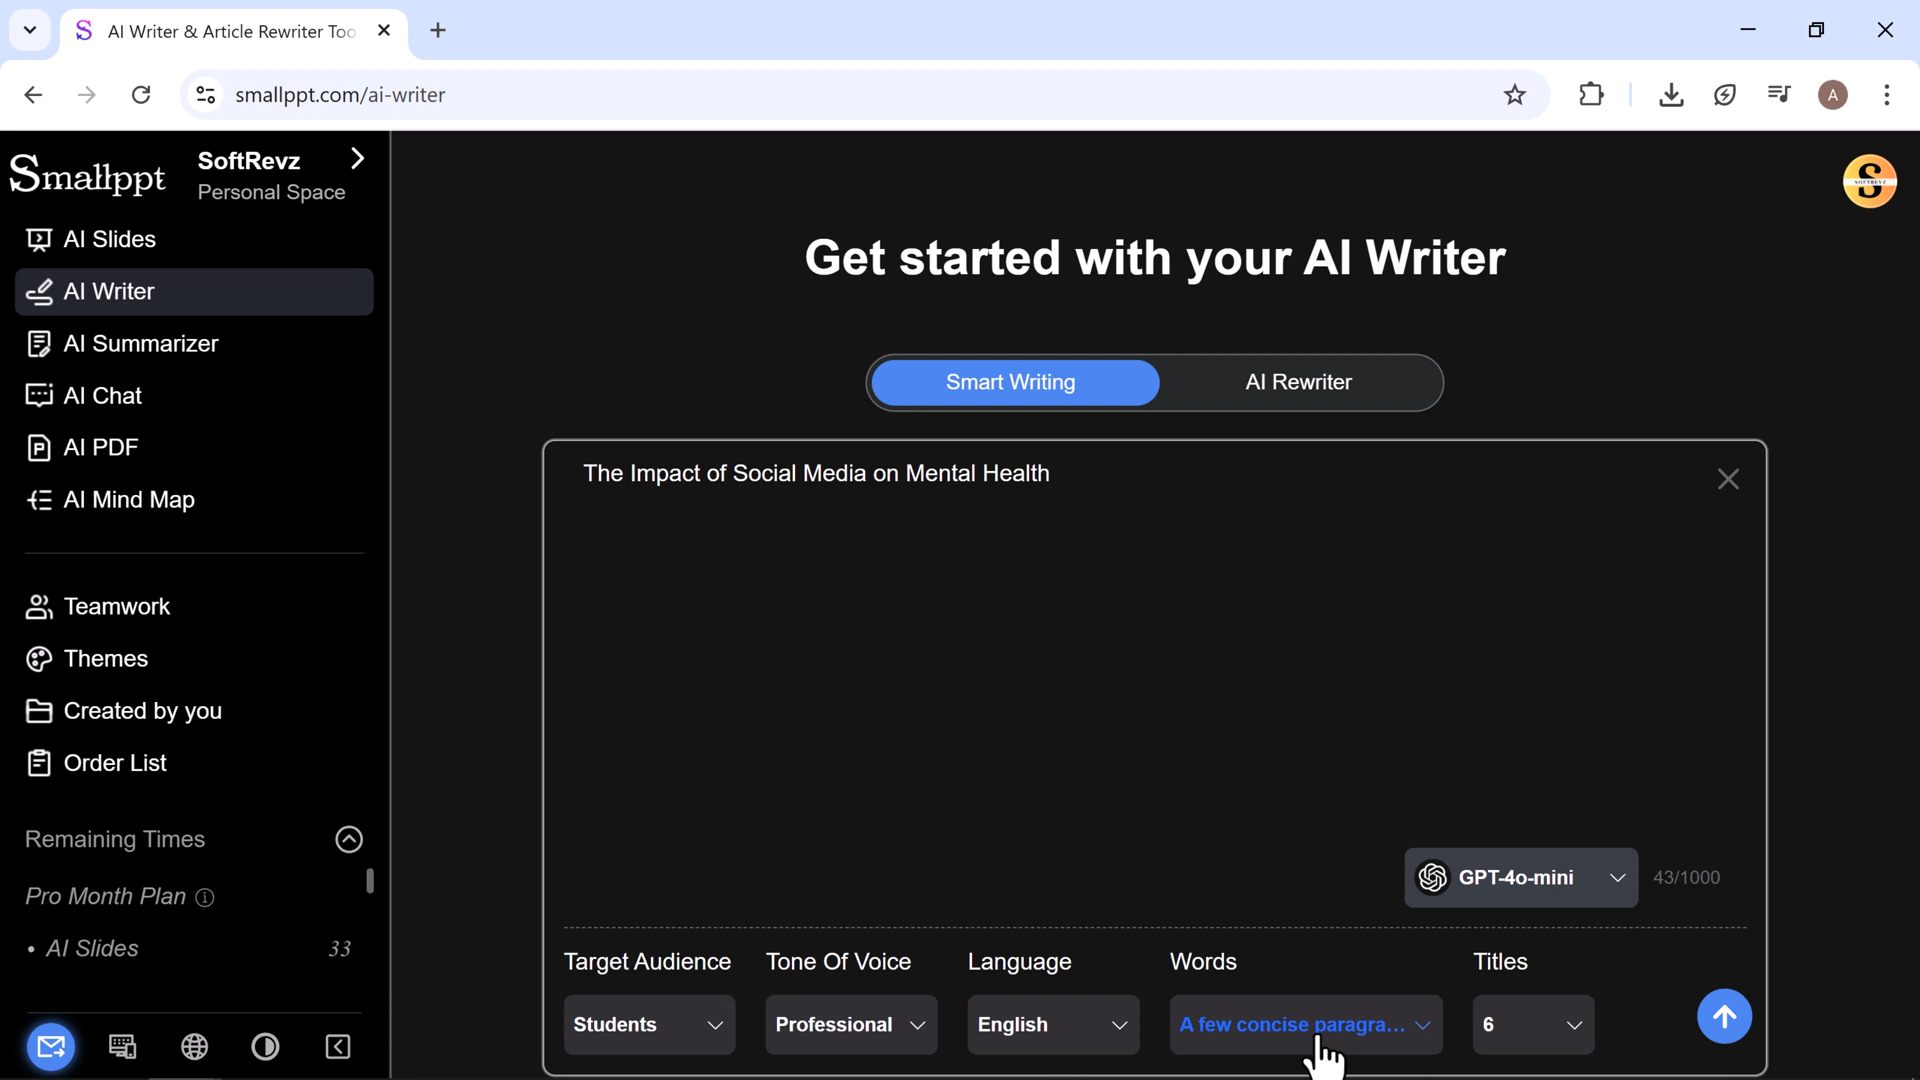 AI Writer & Article Rewriter Too
smallppt.com/ai-writer
A
Smallppt
SoftRevz
Personal Space
AI Slides
AI Writer
AI Summarizer
AI Chat
AI PDF
AI Mind Map
Teamwork
Themes
Created by you
Order List
Remaining Times
Pro Month Plan
• AI Slides 33
S
SOFTREVZ
Get started with your AI Writer
Smart Writing
AI Rewriter
The Impact of Social Media on Mental Health
GPT-4o-mini
43/1000
Target Audience
Tone Of Voice
Language
Words
Titles
Students
Professional
English
A few concise paragra...
6